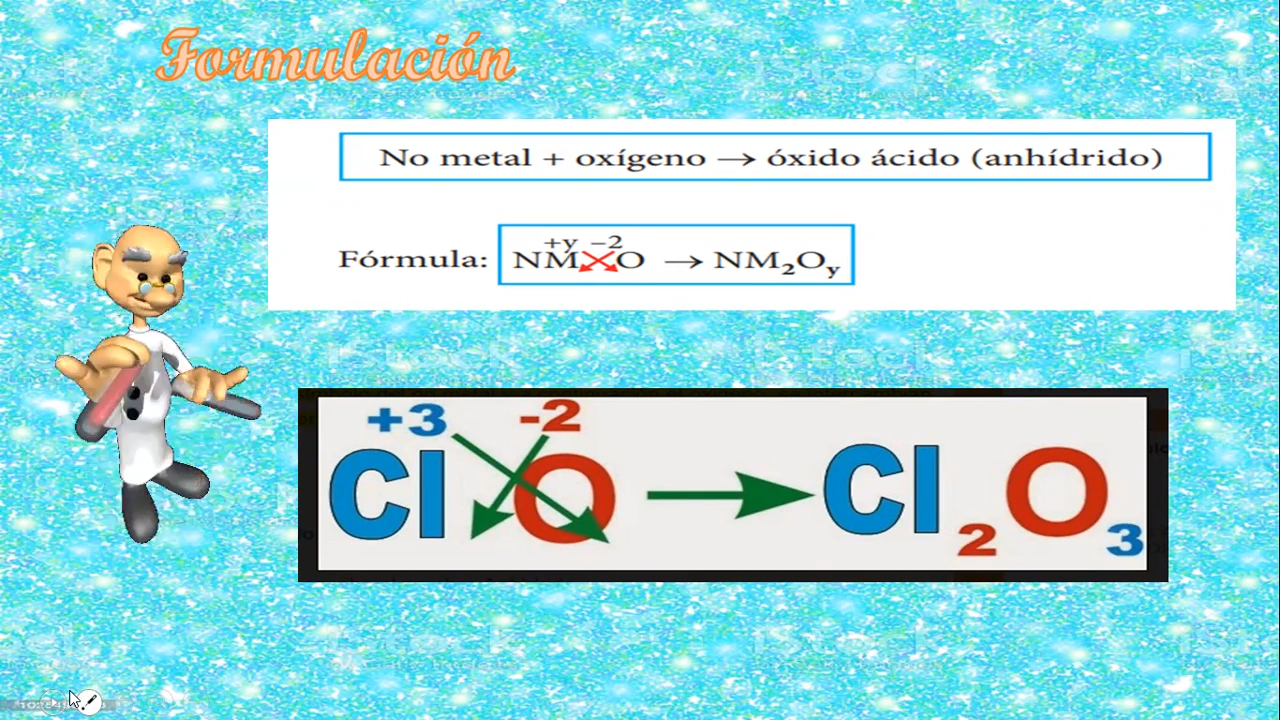 Formulación
No metal + oxígeno → óxido ácido (anhídrido)
+y −2
Fórmula: NM O → NM₂Oy
+3 -2
Cl O → Cl₂O₃